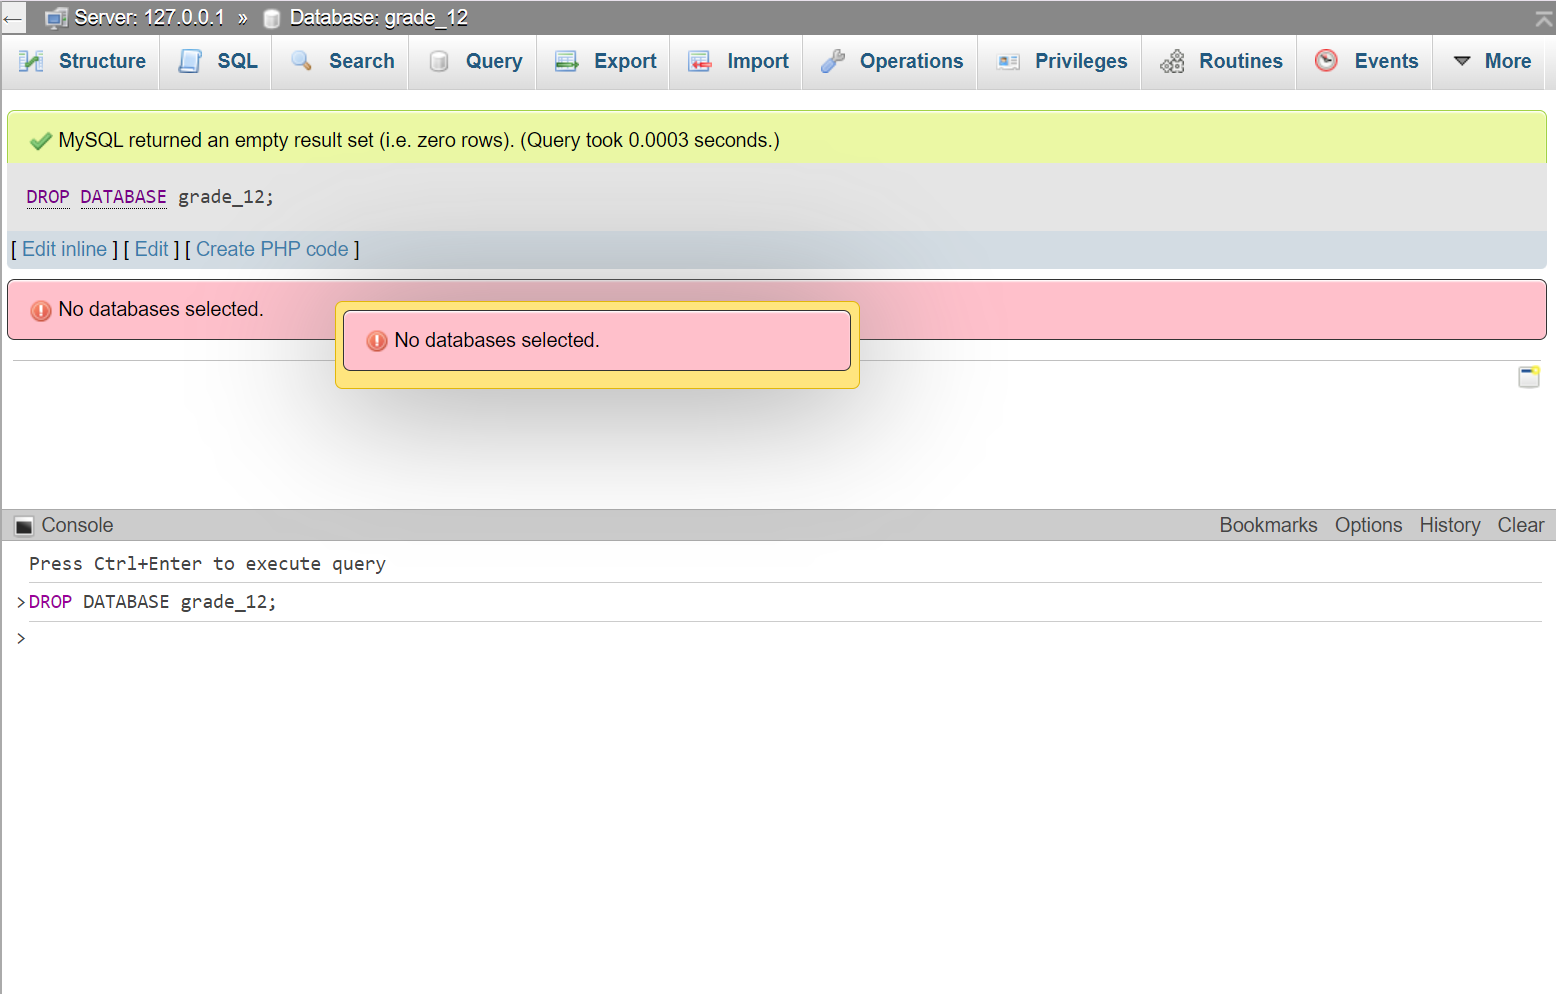 Server: 127.0.0.1 » Database: grade_12
Structure SQL Search Query Export Import Operations Privileges Routines Events More
MySQL returned an empty result set (i.e. zero rows). (Query took 0.0003 seconds.)
DROP DATABASE grade_12;
[ Edit inline ] [ Edit ] [ Create PHP code ]
No databases selected.
No databases selected.
Console Bookmarks Options History Clear
Press Ctrl+Enter to execute query
>DROP DATABASE grade_12;
>